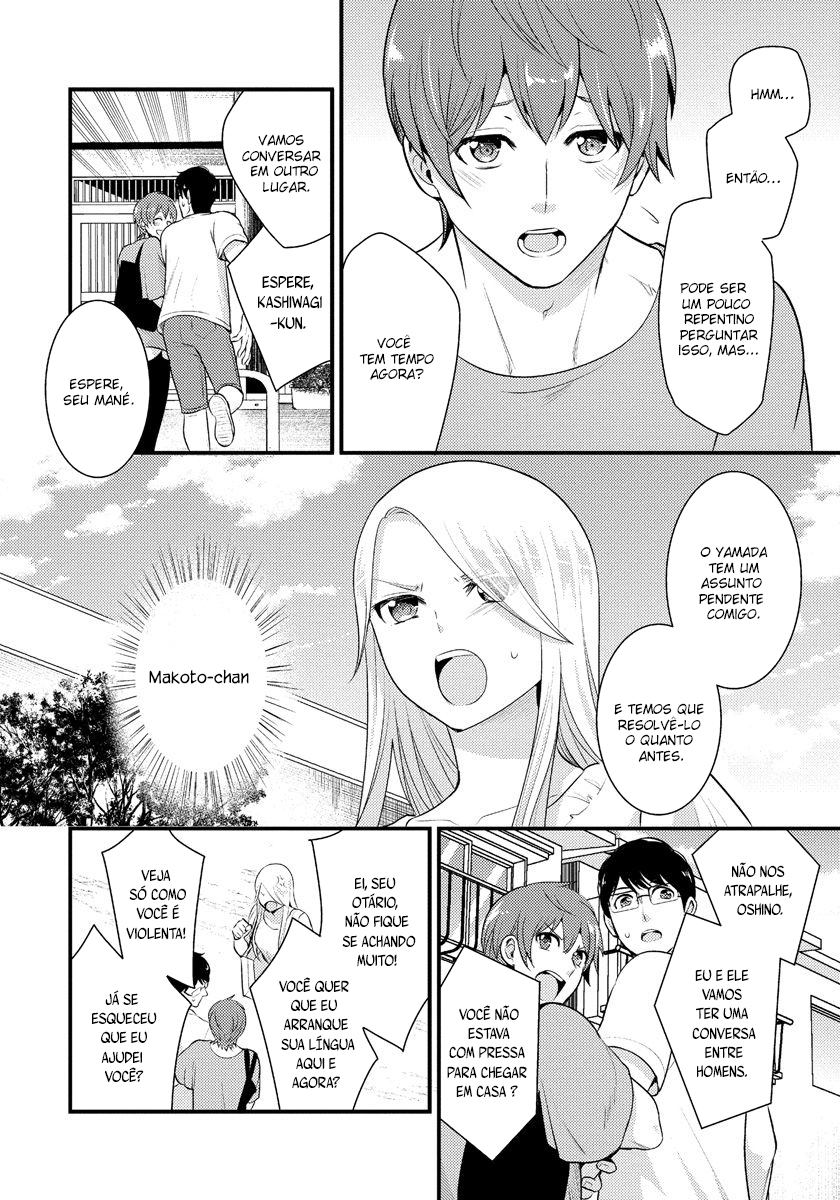 HMM...
ENTÃO...
PODE SER
UM POUCO
REPENTINO
PERGUNTAR
ISSO, MAS...
VOCÊ
TEM TEMPO
AGORA?
VAMOS
CONVERSAR
EM OUTRO
LUGAR.
ESPERE,
KASHIWAGI
-KUN.
ESPERE,
SEU MANÉ.
O YAMADA
TEM UM
ASSUNTO
PENDENTE
COMIGO.
E TEMOS QUE
RESOLVÊ-LO
O QUANTO
ANTES.
Makoto-chan
NÃO NOS
ATRAPALHE,
OSHINO.
EU E ELE
VAMOS
TER UMA
CONVERSA
ENTRE
HOMENS.
VOCÊ NÃO
ESTAVA
COM PRESSA
PARA CHEGAR
EM CASA ?
EI, SEU
OTÁRIO,
NÃO FIQUE
SE ACHANDO
MUITO!
VOCÊ QUER
QUE EU
ARRANQUE
SUA LÍNGUA
AQUI E
AGORA?
VEJA
SÓ COMO
VOCÊ É
VIOLENTA!
JÁ SE
ESQUECEU
QUE EU
AJUDEI
VOCÊ?